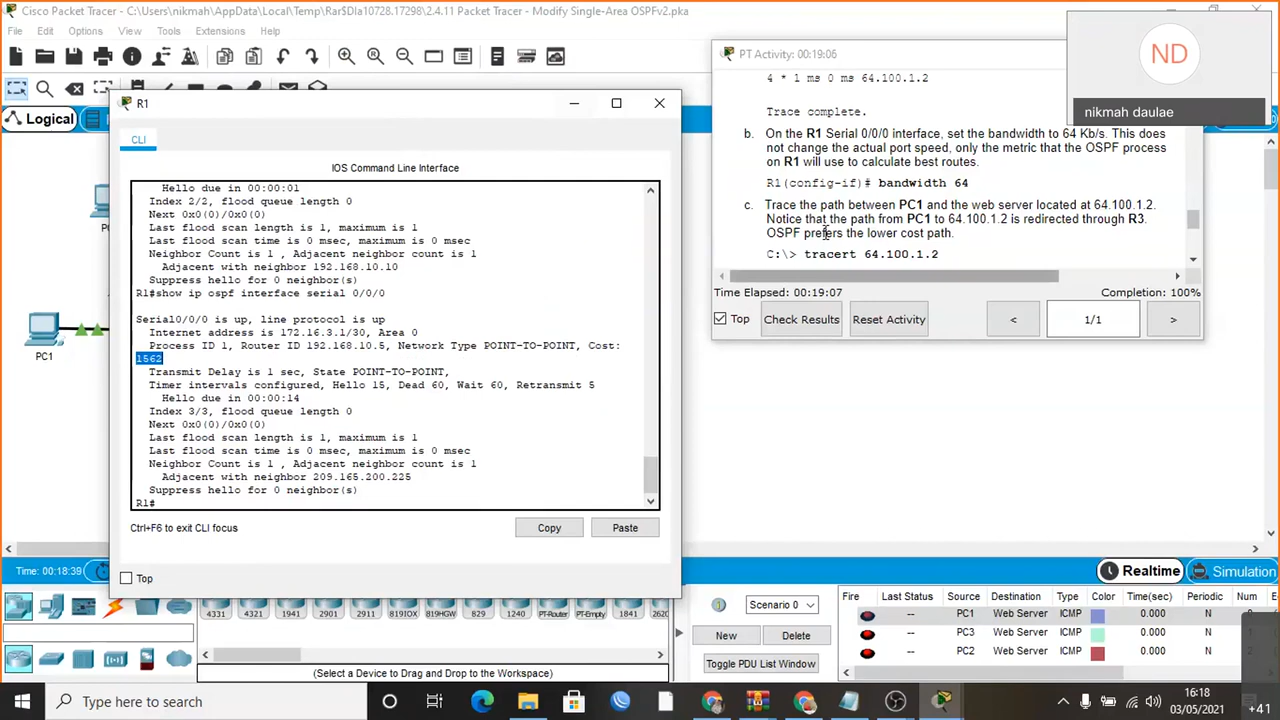 Cisco Packet Tracer - C:\Users\nikmah\AppData\Local\Temp\Rar$DIa10728.17298\2.4.11 Packet Tracer - Modify Single-Area OSPFv2.pka
File Edit Options View Tools Extensions Window Help
PT Activity: 00:19:06
ND
nikmah daulae
Logical
R1
CLI
IOS Command Line Interface
Hello due in 00:00:01
Index 2/2, flood queue length 0
Next 0x0(0)/0x0(0)
Last flood scan length is 1, maximum is 1
Last flood scan time is 0 msec, maximum is 0 msec
Neighbor Count is 1 , Adjacent neighbor count is 1
Adjacent with neighbor 192.168.10.10
Suppress hello for 0 neighbor(s)
R1#show ip ospf interface serial 0/0/0
Serial0/0/0 is up, line protocol is up
Internet address is 172.16.3.1/30, Area 0
Process ID 1, Router ID 192.168.10.5, Network Type POINT-TO-POINT, Cost:
1562
Transmit Delay is 1 sec, State POINT-TO-POINT,
Timer intervals configured, Hello 15, Dead 60, Wait 60, Retransmit 5
Hello due in 00:00:14
Index 3/3, flood queue length 0
Next 0x0(0)/0x0(0)
Last flood scan length is 1, maximum is 1
Last flood scan time is 0 msec, maximum is 0 msec
Neighbor Count is 1 , Adjacent neighbor count is 1
Adjacent with neighbor 209.165.200.225
Suppress hello for 0 neighbor(s)
R1#
Ctrl+F6 to exit CLI focus
Copy
Paste
Top
PC1
4 * 1 ms 0 ms 64.100.1.2
Trace complete.
b. On the R1 Serial 0/0/0 interface, set the bandwidth to 64 Kb/s. This does
not change the actual port speed, only the metric that the OSPF process
on R1 will use to calculate best routes.
R1(config-if)# bandwidth 64
c. Trace the path between PC1 and the web server located at 64.100.1.2.
Notice that the path from PC1 to 64.100.1.2 is redirected through R3.
OSPF prefers the lower cost path.
C:\> tracert 64.100.1.2
Time Elapsed: 00:19:07
Completion: 100%
Top
Check Results
Reset Activity
<
1/1
>
Time: 00:18:39
Realtime
Simulation
4331 4321 1941 2901 2911 819IOX 819HGW 829 1240 PT-Router PT-Empty 1841 2620
(Select a Device to Drag and Drop to the Workspace)
Scenario 0
New
Delete
Toggle PDU List Window
Fire Last Status Source Destination Type Color Time(sec) Periodic Num
-- PC1 Web Server ICMP 0.000 N
-- PC3 Web Server ICMP 0.000 N
-- PC2 Web Server ICMP 0.000 N
Type here to search
16:18
03/05/2021
+41